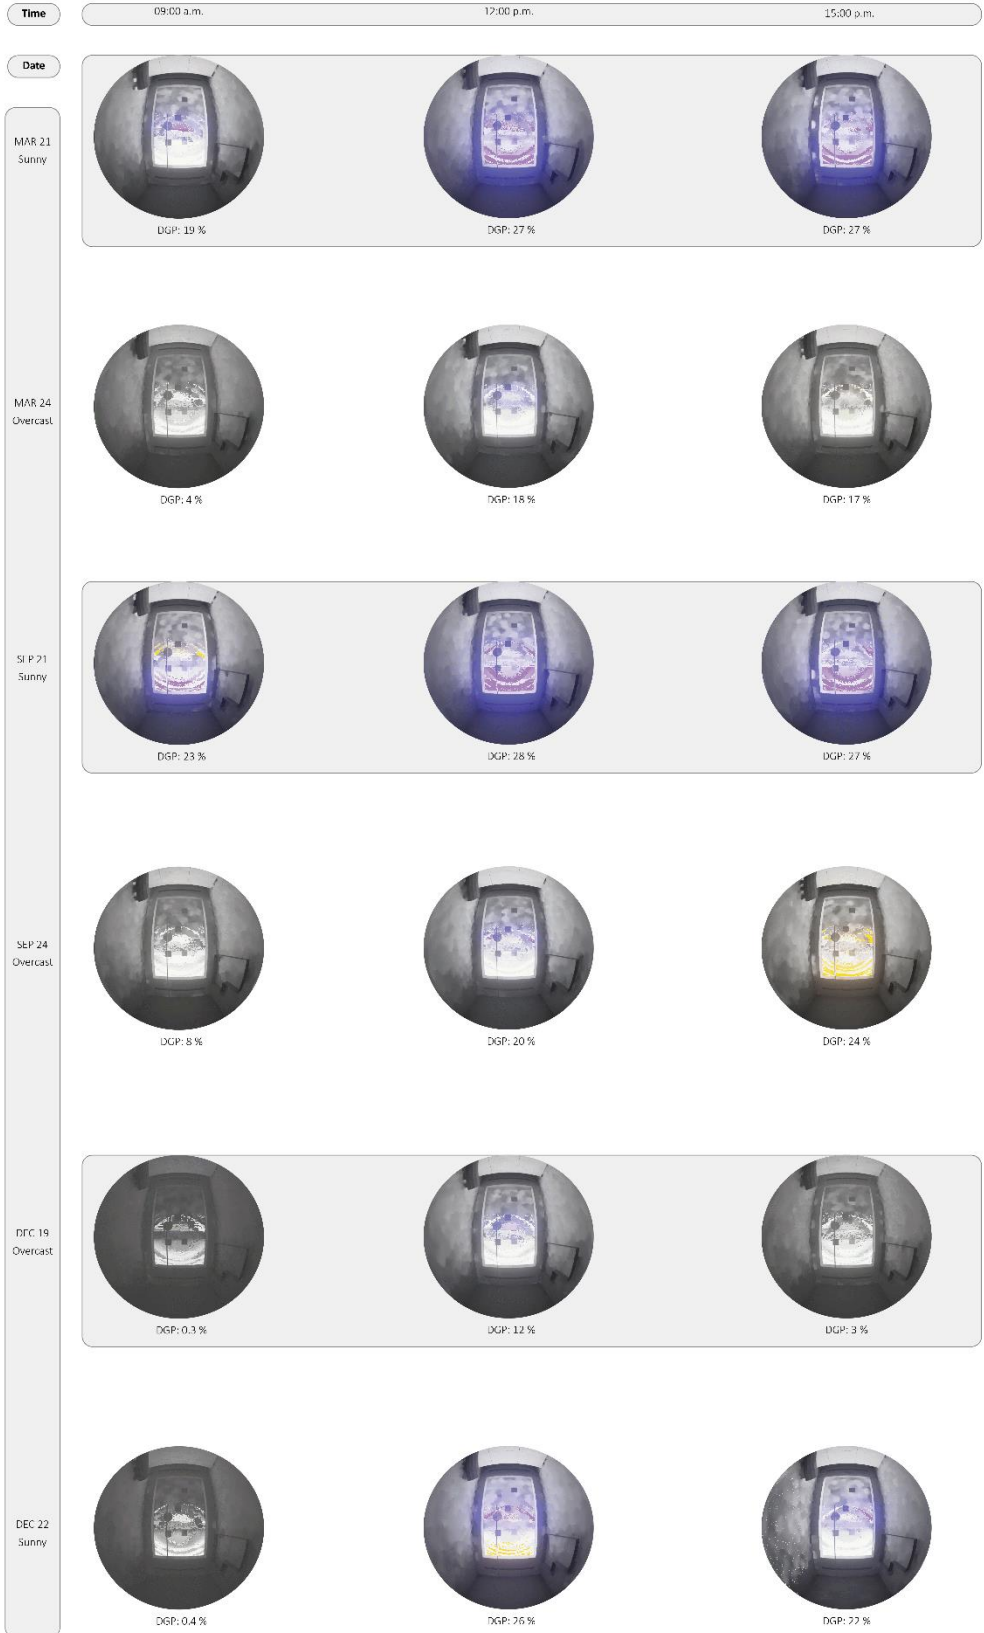 Time 09:00 a.m. 12:00 p.m. 15:00 p.m.
Date
MAR 21
Sunny
DGP: 19 % DGP: 27 % DGP: 27 %
MAR 24
Overcast
DGP: 4 % DGP: 18 % DGP: 17 %
SEP 21
Sunny
DGP: 23 % DGP: 28 % DGP: 27 %
SEP 24
Overcast
DGP: 8 % DGP: 20 % DGP: 24 %
DEC 19
Overcast
DGP: 0.3 % DGP: 12 % DGP: 3 %
DEC 22
Sunny
DGP: 0.4 % DGP: 26 % DGP: 22 %